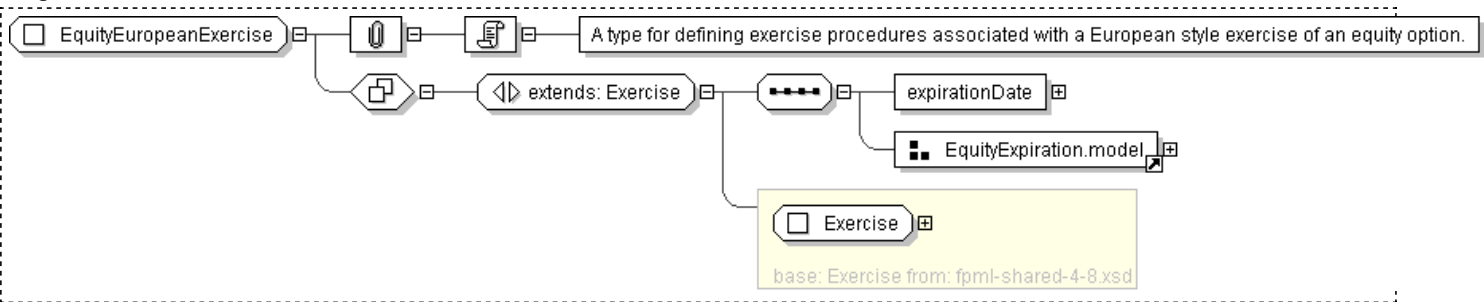 EquityEuropeanExercise
A type for defining exercise procedures associated with a European style exercise of an equity option.
extends: Exercise
expirationDate
EquityExpiration.model
Exercise
base: Exercise from: fpml-shared-4-8.xsd